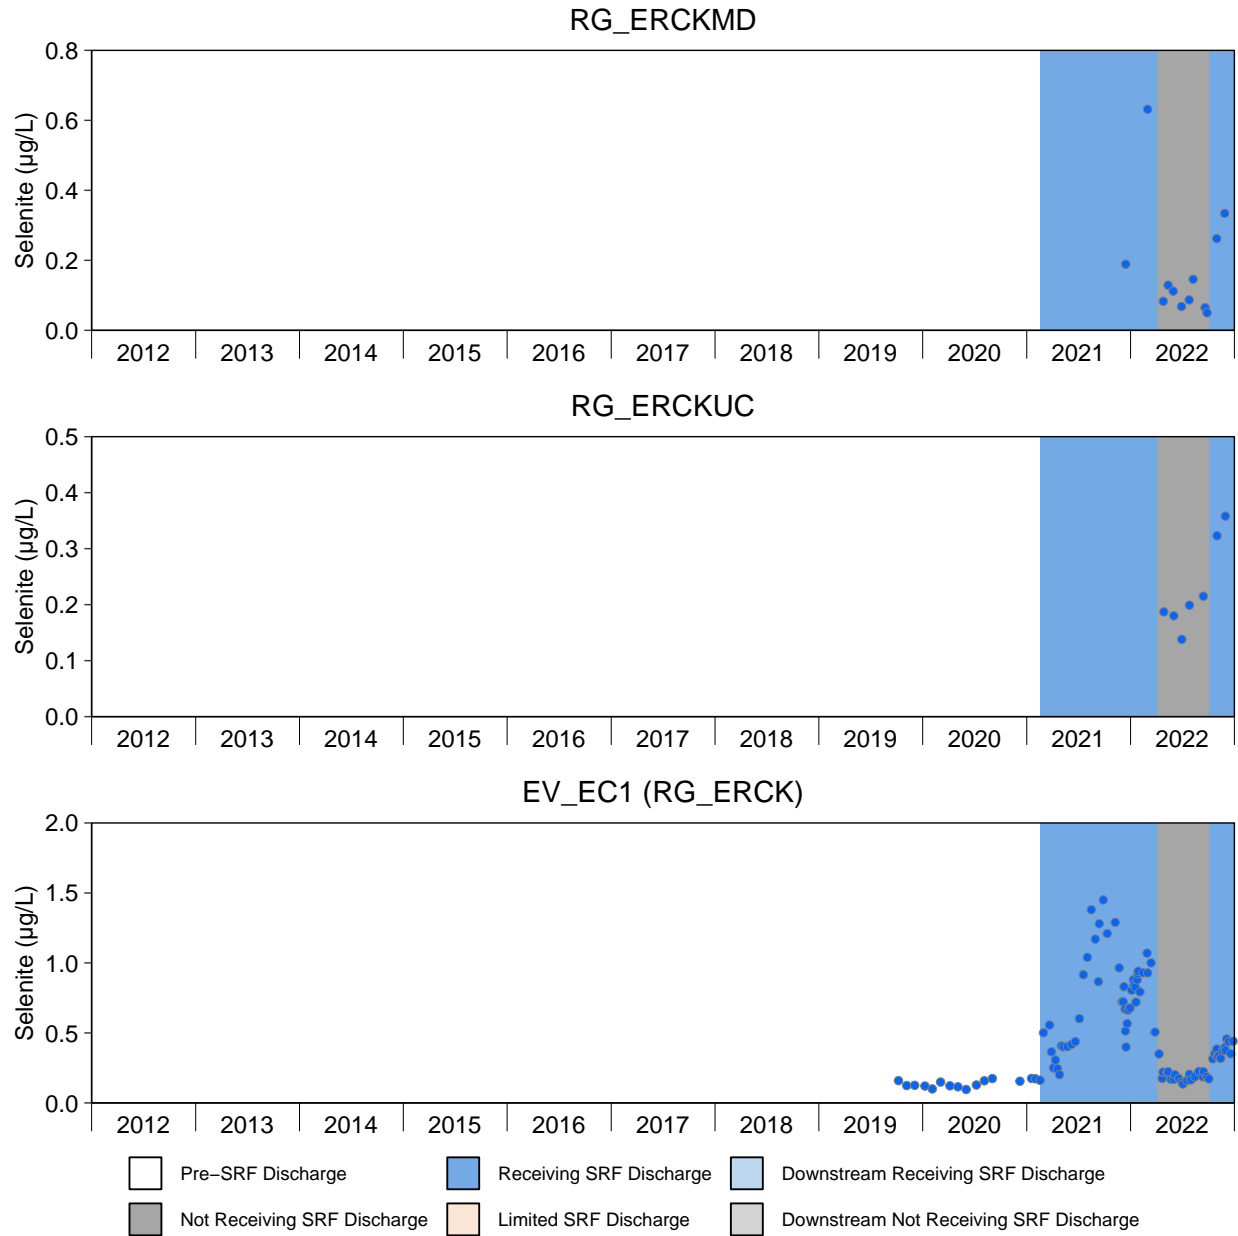 RG_ERCKMD
Selenite (µg/L)
0.8
0.6
0.4
0.2
0.0
2012 2013 2014 2015 2016 2017 2018 2019 2020 2021 2022
RG_ERCKUC
Selenite (µg/L)
0.5
0.4
0.3
0.2
0.1
0.0
2012 2013 2014 2015 2016 2017 2018 2019 2020 2021 2022
EV_EC1 (RG_ERCK)
Selenite (µg/L)
2.0
1.5
1.0
0.5
0.0
2012 2013 2014 2015 2016 2017 2018 2019 2020 2021 2022
Pre−SRF Discharge Receiving SRF Discharge Downstream Receiving SRF Discharge
Not Receiving SRF Discharge Limited SRF Discharge Downstream Not Receiving SRF Discharge